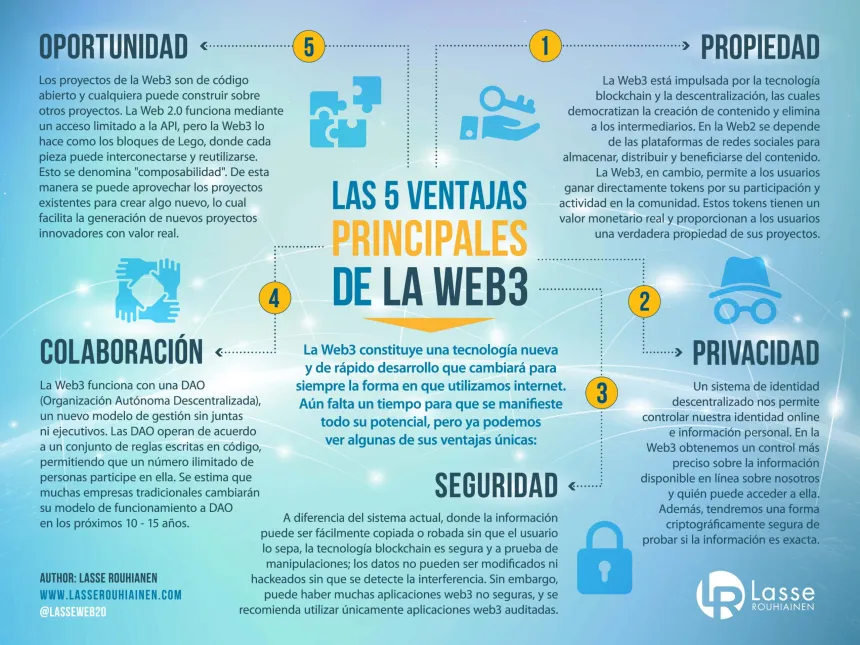 LAS 5 VENTAJAS
PRINCIPALES
DE LA WEB3
La Web3 constituye una tecnología nueva
y de rápido desarrollo que cambiará para
siempre la forma en que utilizamos internet.
Aún falta un tiempo para que se manifieste
todo su potencial, pero ya podemos
ver algunas de sus ventajas únicas:
1
PROPIEDAD
La Web3 está impulsada por la tecnología
blockchain y la descentralización, las cuales
democratizan la creación de contenido y elimina
a los intermediarios. En la Web2 se depende
de las plataformas de redes sociales para
almacenar, distribuir y beneficiarse del contenido.
La Web3, en cambio, permite a los usuarios
ganar directamente tokens por su participación y
actividad en la comunidad. Estos tokens tienen un
valor monetario real y proporcionan a los usuarios
una verdadera propiedad de sus proyectos.
2
PRIVACIDAD
Un sistema de identidad
descentralizado nos permite
controlar nuestra identidad online
e información personal. En la
Web3 obtenemos un control más
preciso sobre la información
disponible en línea sobre nosotros
y quién puede acceder a ella.
Además, tendremos una forma
criptográficamente segura de
probar si la información es exacta.
3
SEGURIDAD
A diferencia del sistema actual, donde la información
puede ser fácilmente copiada o robada sin que el usuario
lo sepa, la tecnología blockchain es segura y a prueba de
manipulaciones; los datos no pueden ser modificados ni
hackeados sin que se detecte la interferencia. Sin embargo,
puede haber muchas aplicaciones web3 no seguras, y se
recomienda utilizar únicamente aplicaciones web3 auditadas.
4
COLABORACIÓN
La Web3 funciona con una DAO
(Organización Autónoma Descentralizada),
un nuevo modelo de gestión sin juntas
ni ejecutivos. Las DAO operan de acuerdo
a un conjunto de reglas escritas en código,
permitiendo que un número ilimitado de
personas participe en ella. Se estima que
muchas empresas tradicionales cambiarán
su modelo de funcionamiento a DAO
en los próximos 10 - 15 años.
5
OPORTUNIDAD
Los proyectos de la Web3 son de código
abierto y cualquiera puede construir sobre
otros proyectos. La Web 2.0 funciona mediante
un acceso limitado a la API, pero la Web3 lo
hace como los bloques de Lego, donde cada
pieza puede interconectarse y reutilizarse.
Esto se denomina "composabilidad". De esta
manera se puede aprovechar los proyectos
existentes para crear algo nuevo, lo cual
facilita la generación de nuevos proyectos
innovadores con valor real.
AUTHOR: LASSE ROUHIANEN
WWW.LASSEROUHIAINEN.COM
@LASSEWEB20
LR
Lasse
ROUHIAINEN